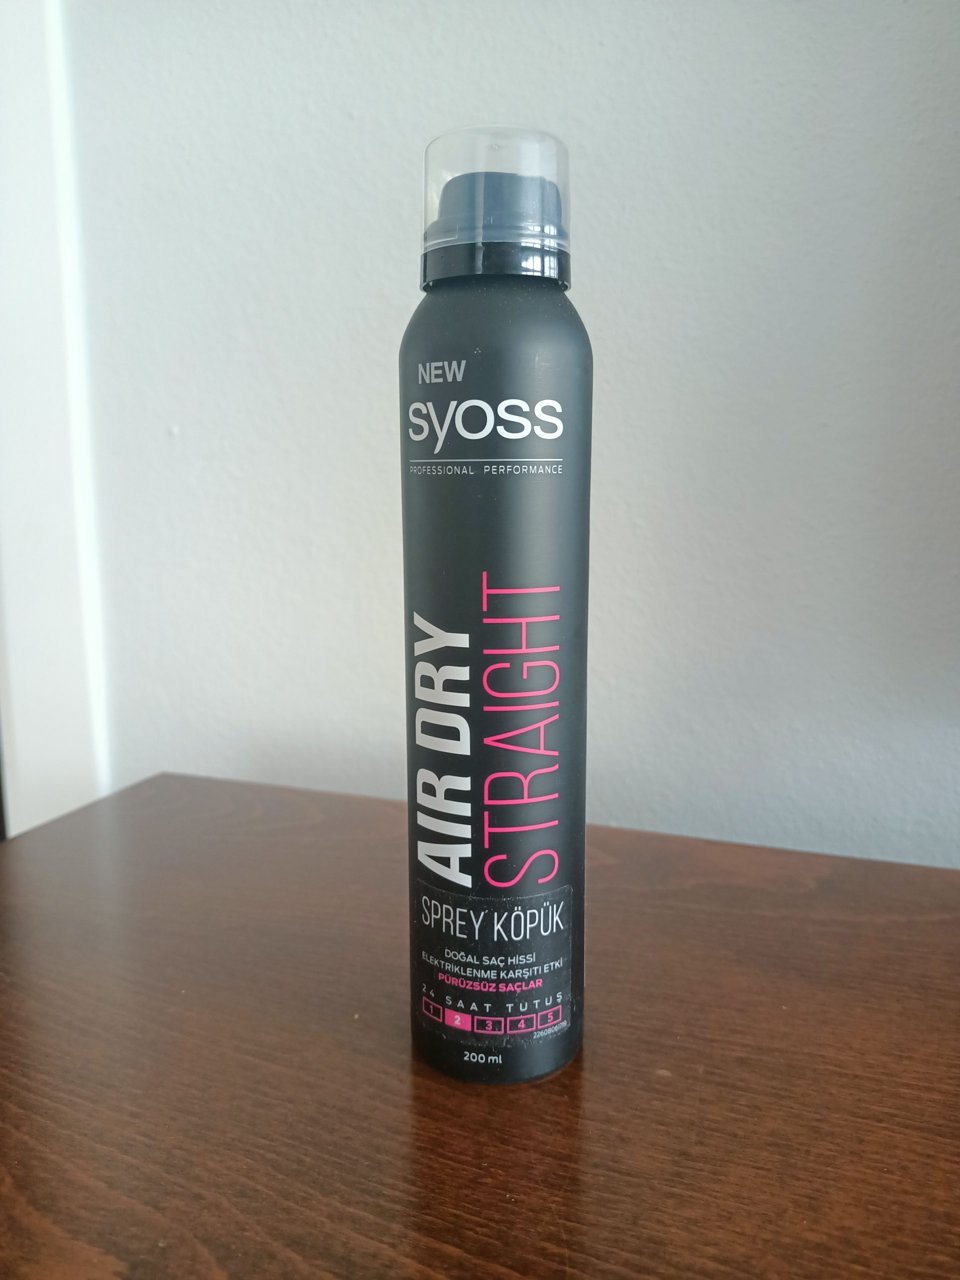 NEW
syoss
PROFESSIONAL PERFORMANCE
AIR DRY
STRAIGHT
SPREY KÖPÜK
DOĞAL SAÇ HİSSİ
ELEKTRİKLENME KARŞITI ETKİ
PÜRÜZSÜZ SAÇLAR
24 SAAT TUTUŞ
1 2 3 4 5
200 ml